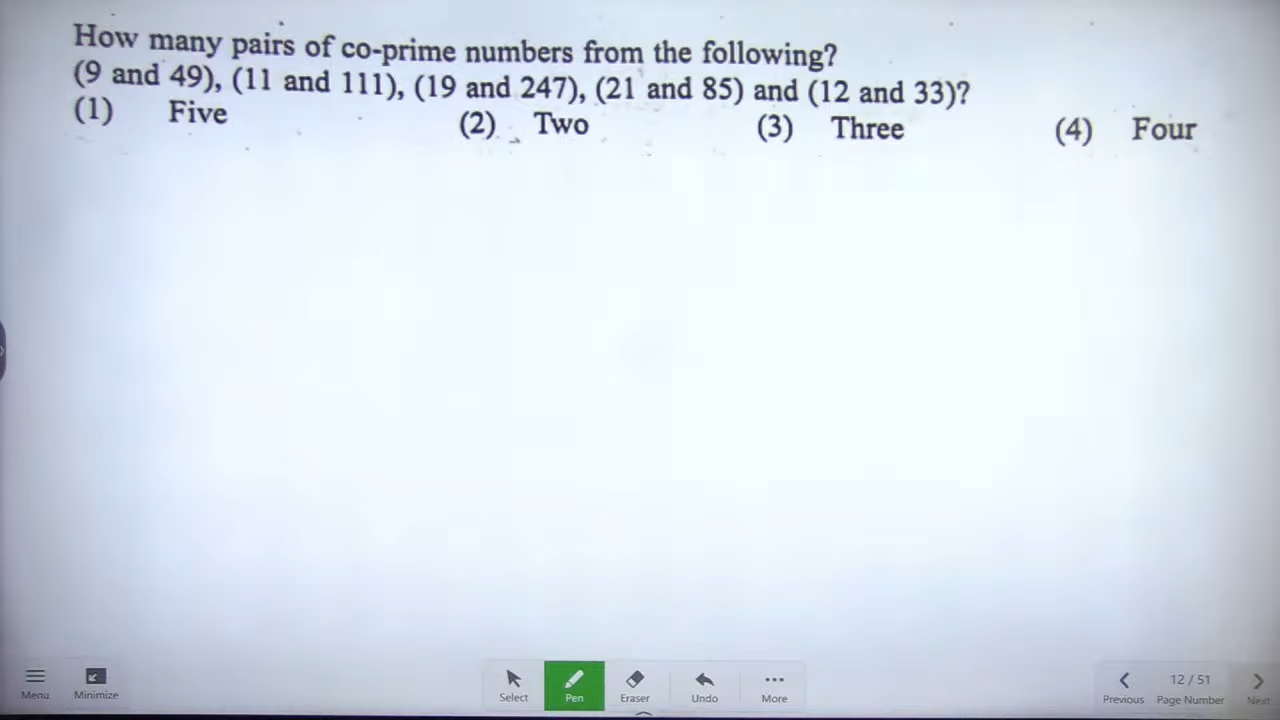 How many pairs of co-prime numbers from the following?
(9 and 49), (11 and 111), (19 and 247), (21 and 85) and (12 and 33)?
(1) Five (2) Two (3) Three (4) Four
Menu Minimize Select Pen Eraser Undo More Previous 12 / 51 Page Number Next